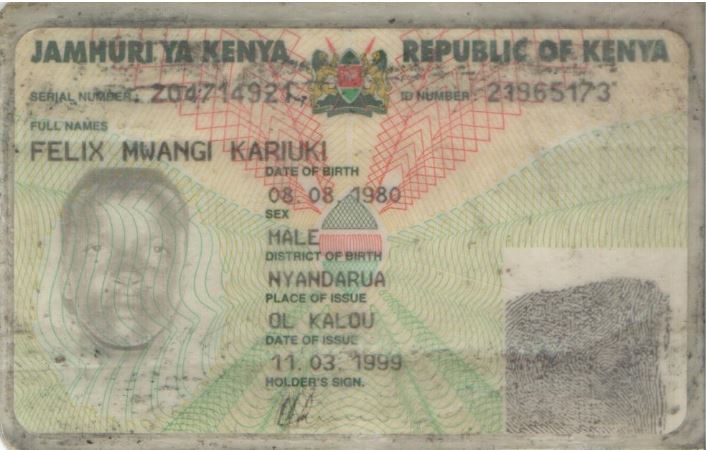 JAMHURI YA KENYA REPUBLIC OF KENYA
SERIAL NUMBER: 204714921 ID NUMBER: 21965173
FULL NAMES
FELIX MWANGI KARIUKI
DATE OF BIRTH
08. 08. 1980
SEX
MALE
DISTRICT OF BIRTH
NYANDARUA
PLACE OF ISSUE
OL KALOU
DATE OF ISSUE
11. 03. 1999
HOLDER'S SIGN.